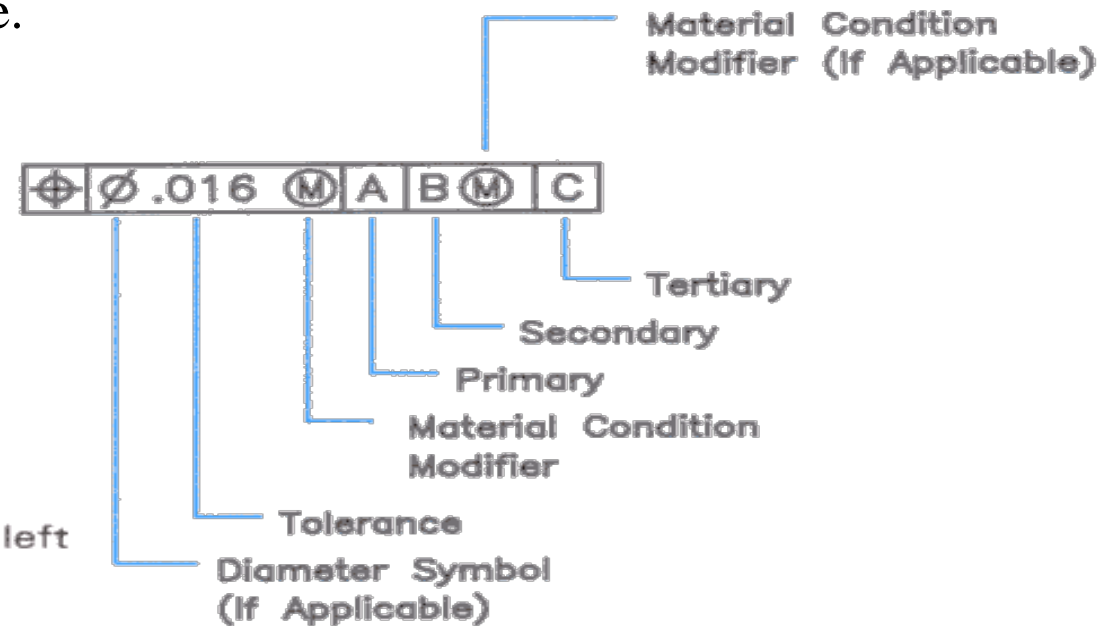 e.
Material Condition
Modifier (If Applicable)
⌖ Ø .016 Ⓜ A B Ⓜ C
Tertiary
Secondary
Primary
Material Condition
Modifier
Tolerance
left
Diameter Symbol
(If Applicable)